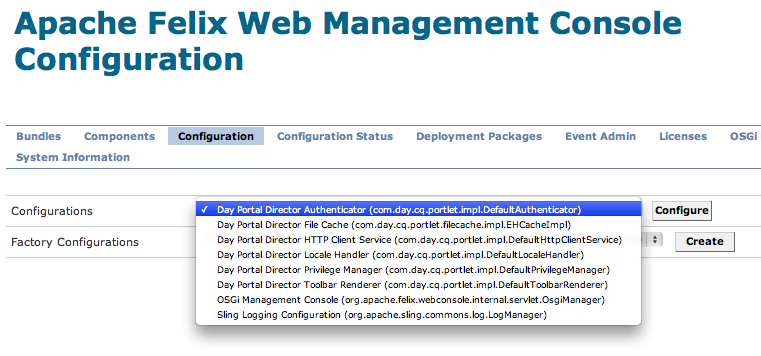 Apache Felix Web Management Console
Configuration
Bundles Components Configuration Configuration Status Deployment Packages Event Admin Licenses OSGi
System Information
Configurations
✓ Day Portal Director Authenticator (com.day.cq.portlet.impl.DefaultAuthenticator)
Configure
Day Portal Director File Cache (com.day.cq.portlet.filecache.impl.EHCacheImpl)
Factory Configurations
Day Portal Director HTTP Client Service (com.day.cq.portlet.impl.DefaultHttpClientService)
Create
Day Portal Director Locale Handler (com.day.cq.portlet.impl.DefaultLocaleHandler)
Day Portal Director Privilege Manager (com.day.cq.portlet.impl.DefaultPrivilegeManager)
Day Portal Director Toolbar Renderer (com.day.cq.portlet.impl.DefaultToolbarRenderer)
OSGi Management Console (org.apache.felix.webconsole.internal.servlet.OsgiManager)
Sling Logging Configuration (org.apache.sling.commons.log.LogManager)